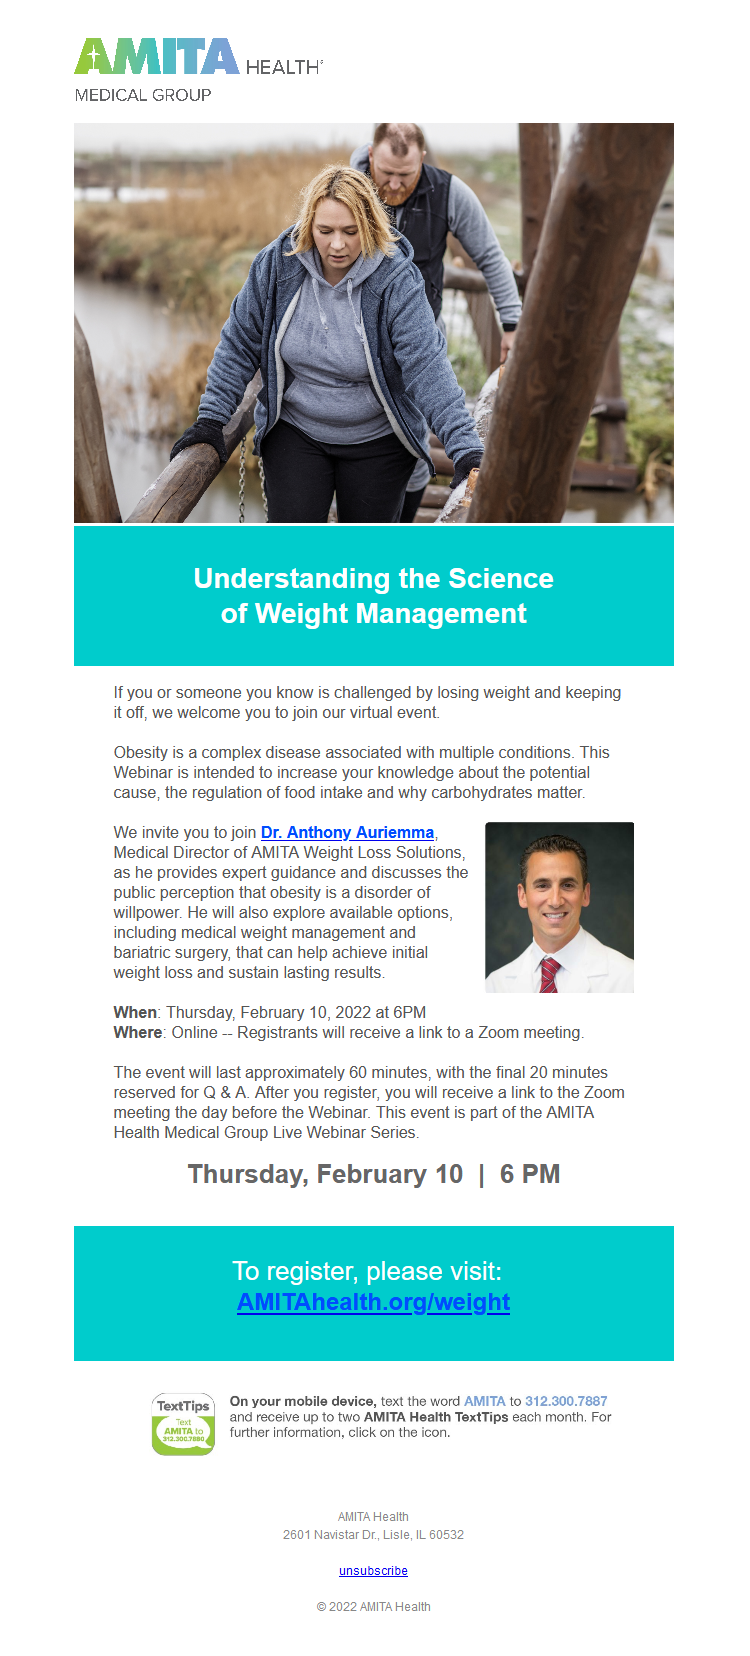 AMITA HEALTH®
MEDICAL GROUP
Understanding the Science
of Weight Management
If you or someone you know is challenged by losing weight and keeping
it off, we welcome you to join our virtual event.
Obesity is a complex disease associated with multiple conditions. This
Webinar is intended to increase your knowledge about the potential
cause, the regulation of food intake and why carbohydrates matter.
We invite you to join Dr. Anthony Auriemma,
Medical Director of AMITA Weight Loss Solutions,
as he provides expert guidance and discusses the
public perception that obesity is a disorder of
willpower. He will also explore available options,
including medical weight management and
bariatric surgery, that can help achieve initial
weight loss and sustain lasting results.
When: Thursday, February 10, 2022 at 6PM
Where: Online -- Registrants will receive a link to a Zoom meeting.
The event will last approximately 60 minutes, with the final 20 minutes
reserved for Q & A. After you register, you will receive a link to the Zoom
meeting the day before the Webinar. This event is part of the AMITA
Health Medical Group Live Webinar Series.
Thursday, February 10 | 6 PM
To register, please visit:
AMITAhealth.org/weight
TextTips
Text
AMITA to
312.300.7880
On your mobile device, text the word AMITA to 312.300.7887
and receive up to two AMITA Health TextTips each month. For
further information, click on the icon.
AMITA Health
2601 Navistar Dr., Lisle, IL 60532
unsubscribe
© 2022 AMITA Health